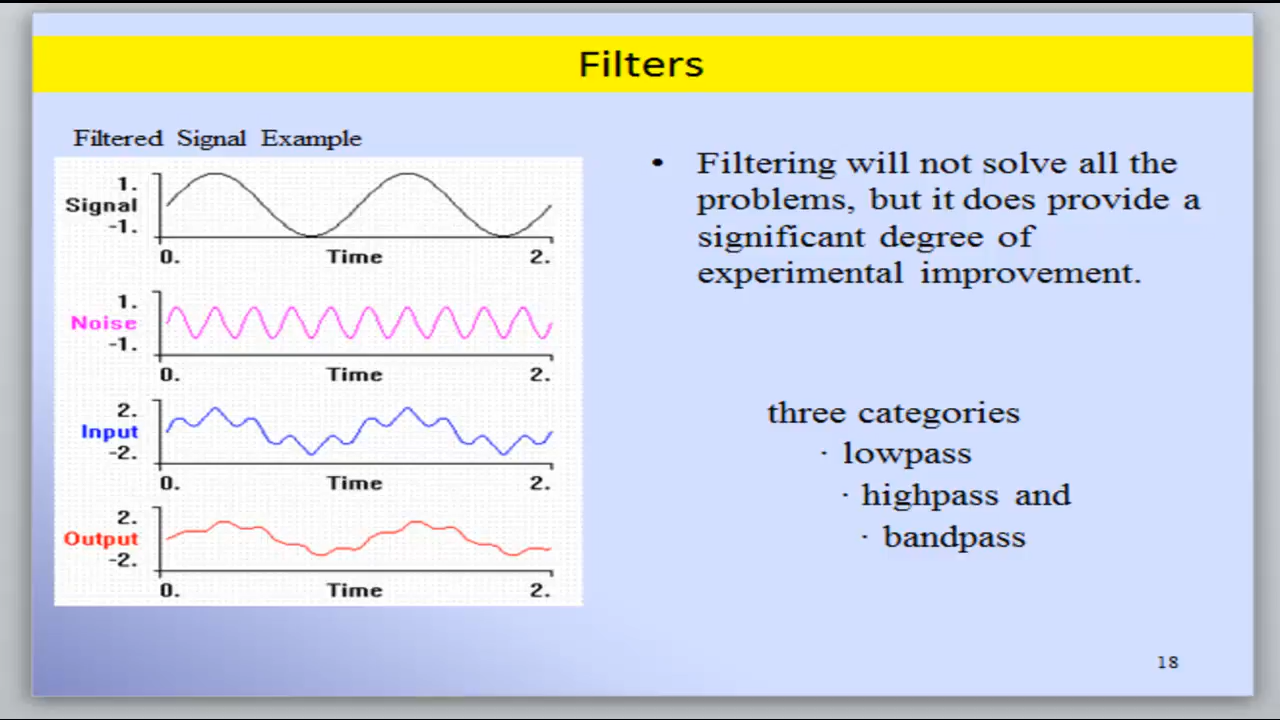 Filters
Filtered Signal Example
1.
Signal
-1.
0. Time 2.
1.
Noise
-1.
0. Time 2.
2.
Input
-2.
0. Time 2.
2.
Output
-2.
0. Time 2.
• Filtering will not solve all the
problems, but it does provide a
significant degree of
experimental improvement.
three categories
· lowpass
· highpass and
· bandpass
18